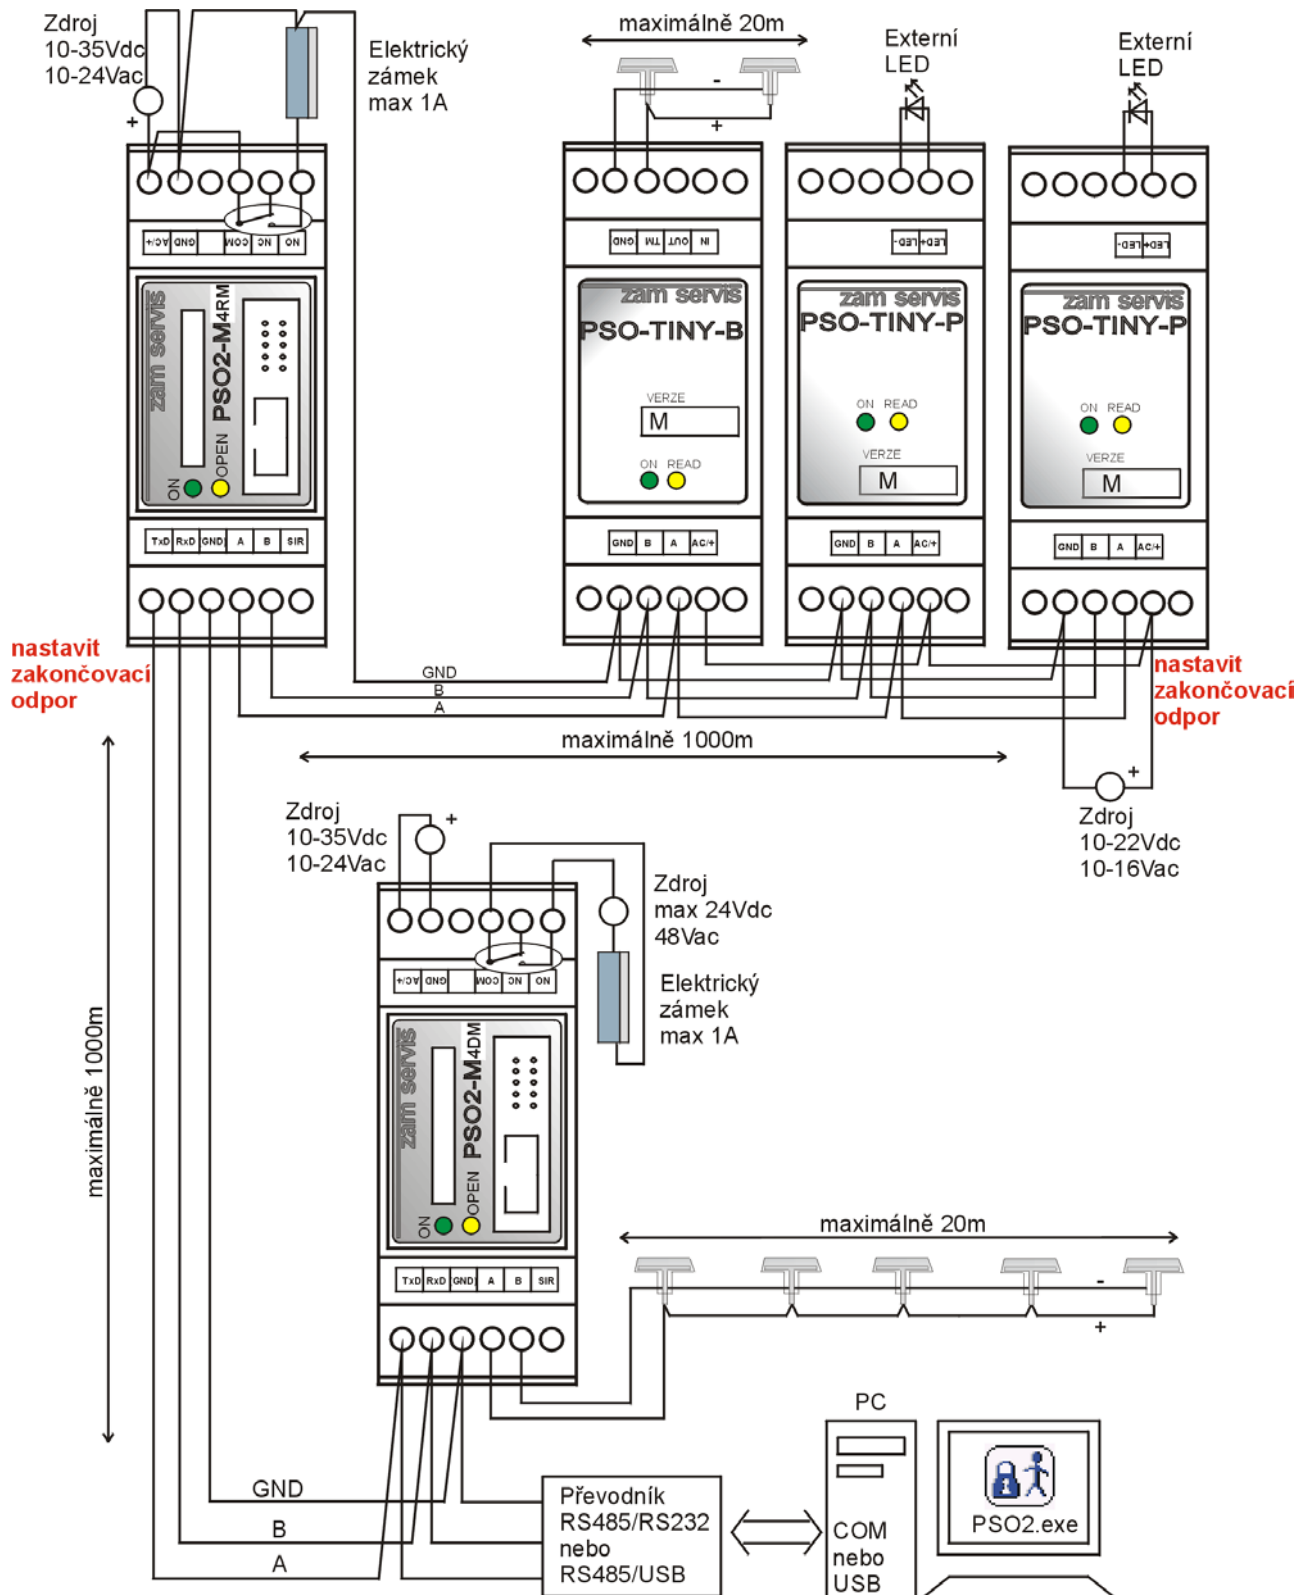 Zdroj
10-35Vdc
10-24Vac
+
Elektrický
zámek
max 1A
maximálně 20m
-
+
Externí
LED
Externí
LED
AC/+ GND COM NC NO
zam servis
PSO2-M4RM
ON
OPEN
TxD RxD GND A B SIR
GND TM OUT IN
zam servis
PSO-TINY-B
VERZE
M
ON READ
GND B A AC/+
LED- LED+
zam servis
PSO-TINY-P
ON READ
VERZE
M
GND B A AC/+
LED- LED+
zam servis
PSO-TINY-P
ON READ
VERZE
M
GND B A AC/+
nastavit
zakončovací
odpor
GND
B
A
nastavit
zakončovací
odpor
maximálně 1000m
+
Zdroj
10-22Vdc
10-16Vac
maximálně 1000m
Zdroj
10-35Vdc
10-24Vac
+
Zdroj
max 24Vdc
48Vac
Elektrický
zámek
max 1A
AC/+ GND COM NC NO
zam servis
PSO2-M4DM
ON
OPEN
TxD RxD GND A B SIR
maximálně 20m
-
+
GND
B
A
Převodník
RS485/RS232
nebo
RS485/USB
PC
COM
nebo
USB
PSO2.exe